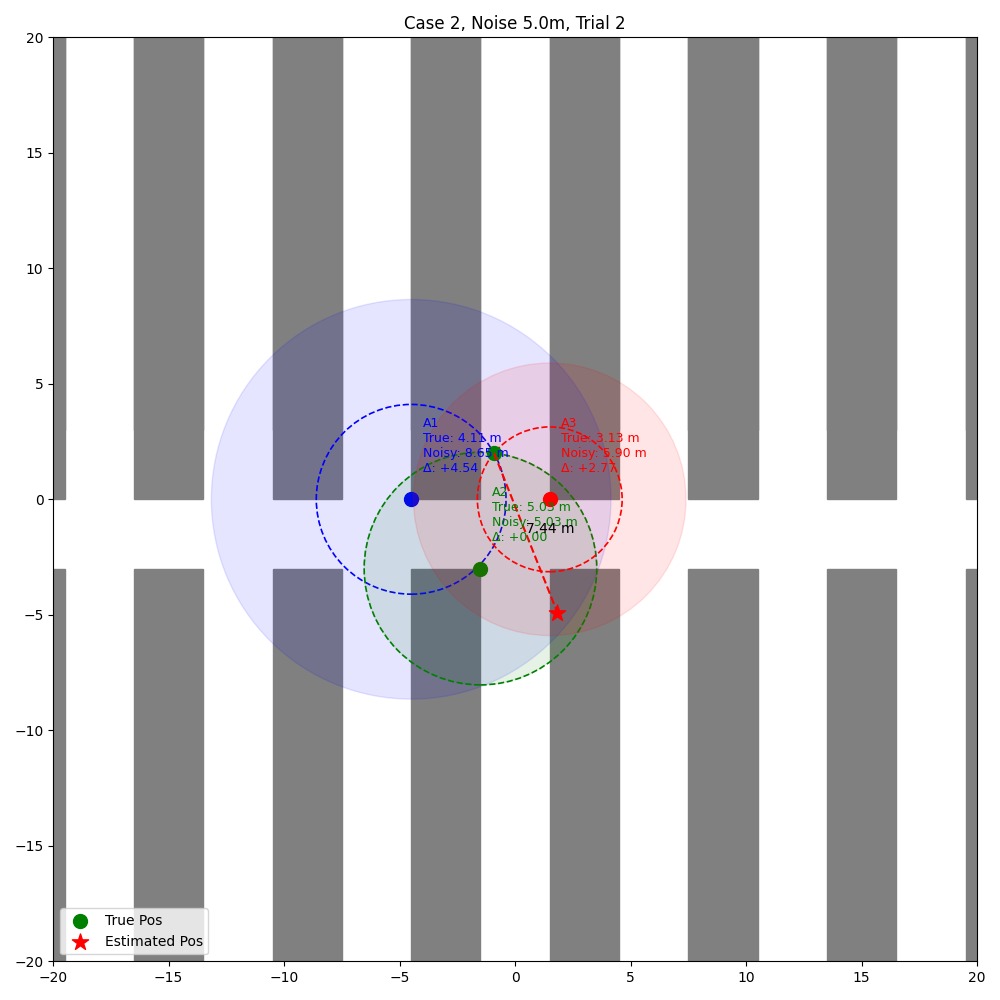 Case 2, Noise 5.0m, Trial 2
20
15
10
5
0
−5
−10
−15
−20
A1
True: 4.11 m
Noisy: 8.65 m
Δ: +4.54
A3
True: 3.13 m
Noisy: 5.90 m
Δ: +2.77
A2
True: 5.03 m
Noisy: 5.03 m
Δ: +0.00
7.44 m
True Pos
Estimated Pos
−20
−15
−10
−5
0
5
10
15
20